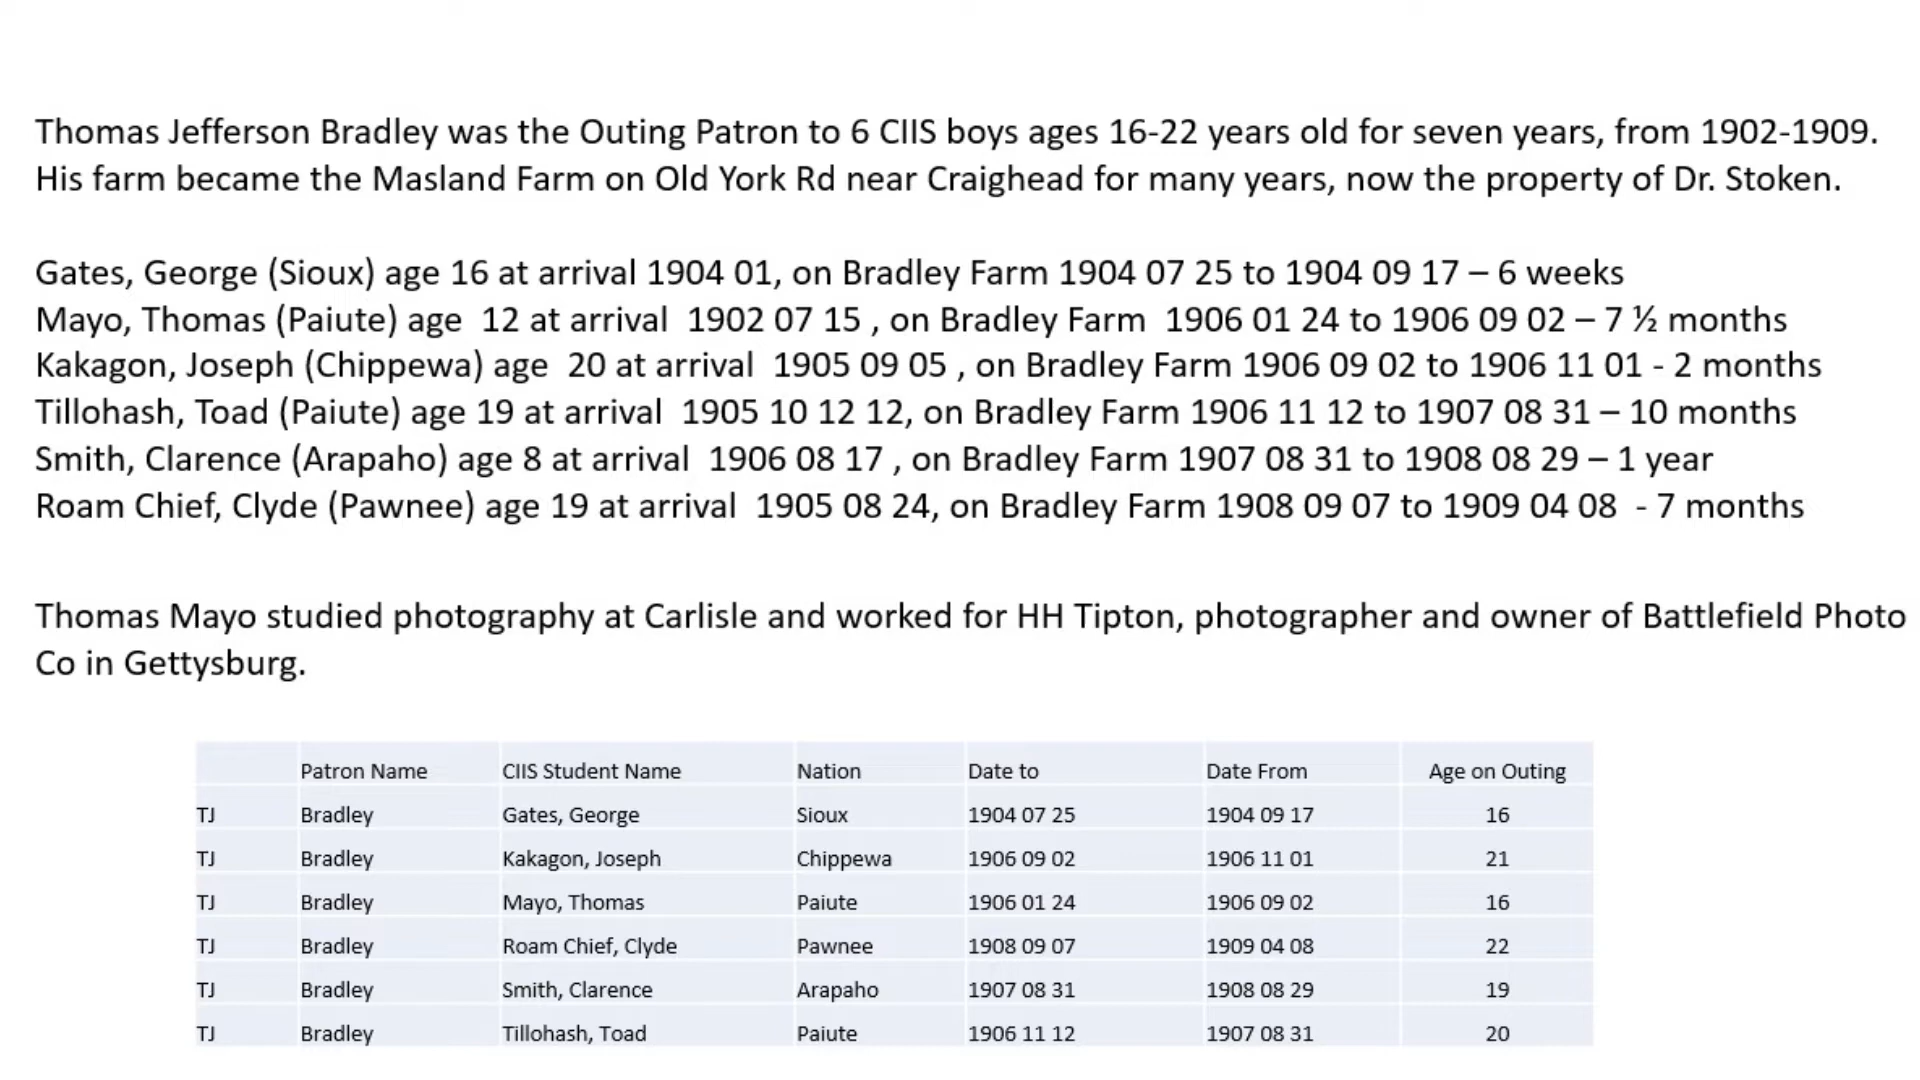 Thomas Jefferson Bradley was the Outing Patron to 6 CIIS boys ages 16-22 years old for seven years, from 1902-1909.
His farm became the Masland Farm on Old York Rd near Craighead for many years, now the property of Dr. Stoken.
Gates, George (Sioux) age 16 at arrival 1904 01, on Bradley Farm 1904 07 25 to 1904 09 17 – 6 weeks
Mayo, Thomas (Paiute) age  12 at arrival  1902 07 15 , on Bradley Farm  1906 01 24 to 1906 09 02 – 7 ½ months
Kakagon, Joseph (Chippewa) age  20 at arrival  1905 09 05 , on Bradley Farm 1906 09 02 to 1906 11 01 - 2 months
Tillohash, Toad (Paiute) age 19 at arrival  1905 10 12 12, on Bradley Farm 1906 11 12 to 1907 08 31 – 10 months
Smith, Clarence (Arapaho) age 8 at arrival  1906 08 17 , on Bradley Farm 1907 08 31 to 1908 08 29 – 1 year
Roam Chief, Clyde (Pawnee) age 19 at arrival  1905 08 24, on Bradley Farm 1908 09 07 to 1909 04 08  - 7 months
Thomas Mayo studied photography at Carlisle and worked for HH Tipton, photographer and owner of Battlefield Photo
Co in Gettysburg.
Patron Name CIIS Student Name Nation Date to Date From Age on Outing
TJ Bradley Gates, George Sioux 1904 07 25 1904 09 17 16
TJ Bradley Kakagon, Joseph Chippewa 1906 09 02 1906 11 01 21
TJ Bradley Mayo, Thomas Paiute 1906 01 24 1906 09 02 16
TJ Bradley Roam Chief, Clyde Pawnee 1908 09 07 1909 04 08 22
TJ Bradley Smith, Clarence Arapaho 1907 08 31 1908 08 29 19
TJ Bradley Tillohash, Toad Paiute 1906 11 12 1907 08 31 20